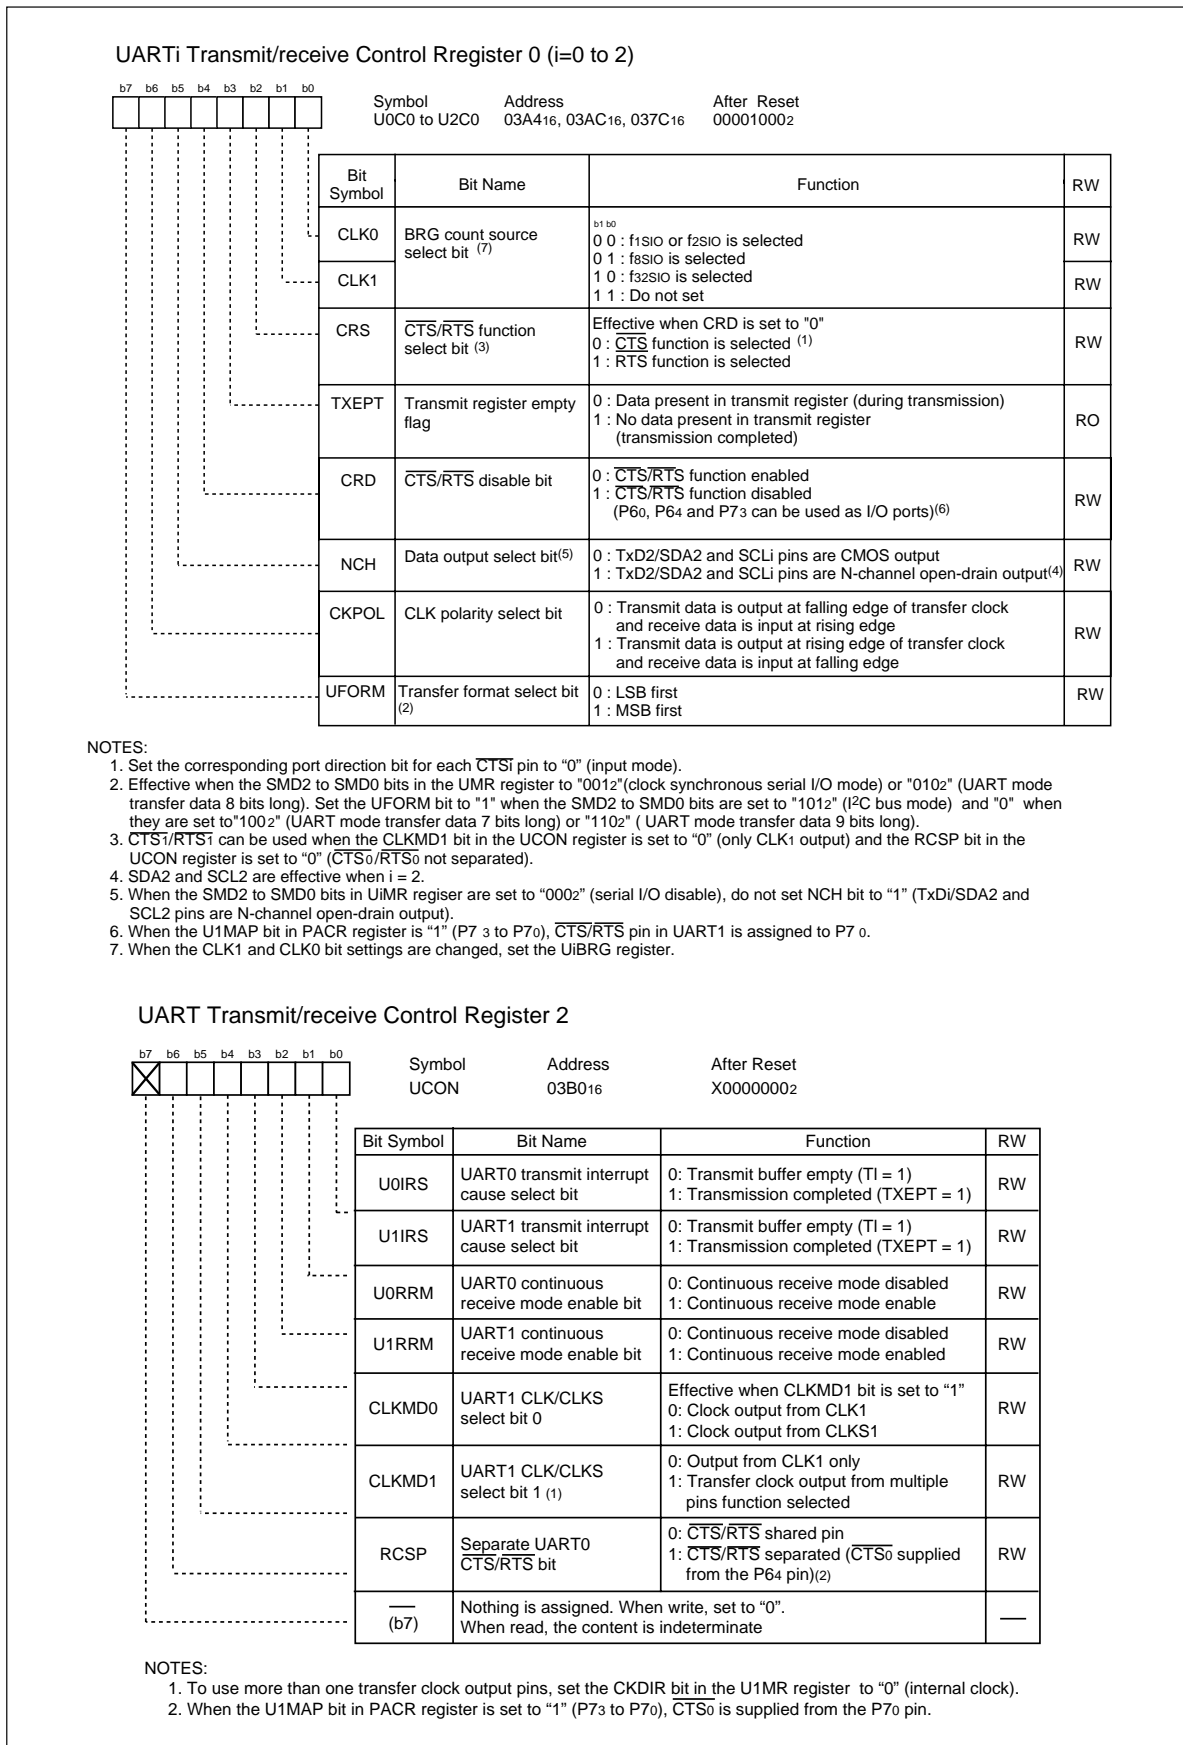 UARTi Transmit/receive Control Rregister 0 (i=0 to 2)
b7 b6 b5 b4 b3 b2 b1 b0
Symbol Address After Reset
U0C0 to U2C0 03A416, 03AC16, 037C16 000010002
Bit Symbol Bit Name Function RW
CLK0 BRG count source select bit (7) RW
CLK1 RW
b1 b0
0 0 : f1SIO or f2SIO is selected
0 1 : f8SIO is selected
1 0 : f32SIO is selected
1 1 : Do not set
CRS CTS/RTS function select bit (3) RW
Effective when CRD is set to "0"
0 : CTS function is selected (1)
1 : RTS function is selected
TXEPT Transmit register empty flag RO
0 : Data present in transmit register (during transmission)
1 : No data present in transmit register
(transmission completed)
CRD CTS/RTS disable bit RW
0 : CTS/RTS function enabled
1 : CTS/RTS function disabled
(P60, P64 and P73 can be used as I/O ports)(6)
NCH Data output select bit(5) RW
0 : TxD2/SDA2 and SCLi pins are CMOS output
1 : TxD2/SDA2 and SCLi pins are N-channel open-drain output(4)
CKPOL CLK polarity select bit RW
0 : Transmit data is output at falling edge of transfer clock
and receive data is input at rising edge
1 : Transmit data is output at rising edge of transfer clock
and receive data is input at falling edge
UFORM Transfer format select bit (2) RW
0 : LSB first
1 : MSB first
NOTES:
1. Set the corresponding port direction bit for each CTSi pin to “0” (input mode).
2. Effective when the SMD2 to SMD0 bits in the UMR register to "0012"(clock synchronous serial I/O mode) or "0102" (UART mode
transfer data 8 bits long). Set the UFORM bit to "1" when the SMD2 to SMD0 bits are set to "1012" (I2C bus mode) and "0" when
they are set to"1002" (UART mode transfer data 7 bits long) or "1102" ( UART mode transfer data 9 bits long).
3. CTS1/RTS1 can be used when the CLKMD1 bit in the UCON register is set to “0” (only CLK1 output) and the RCSP bit in the
UCON register is set to “0” (CTS0/RTS0 not separated).
4. SDA2 and SCL2 are effective when i = 2.
5. When the SMD2 to SMD0 bits in UiMR regiser are set to “0002” (serial I/O disable), do not set NCH bit to “1” (TxDi/SDA2 and
SCL2 pins are N-channel open-drain output).
6. When the U1MAP bit in PACR register is “1” (P7 3 to P70), CTS/RTS pin in UART1 is assigned to P7 0.
7. When the CLK1 and CLK0 bit settings are changed, set the UiBRG register.
UART Transmit/receive Control Register 2
b7 b6 b5 b4 b3 b2 b1 b0
Symbol Address After Reset
UCON 03B016 X00000002
Bit Symbol Bit Name Function RW
U0IRS UART0 transmit interrupt cause select bit RW
0: Transmit buffer empty (TI = 1)
1: Transmission completed (TXEPT = 1)
U1IRS UART1 transmit interrupt cause select bit RW
0: Transmit buffer empty (TI = 1)
1: Transmission completed (TXEPT = 1)
U0RRM UART0 continuous receive mode enable bit RW
0: Continuous receive mode disabled
1: Continuous receive mode enable
U1RRM UART1 continuous receive mode enable bit RW
0: Continuous receive mode disabled
1: Continuous receive mode enabled
CLKMD0 UART1 CLK/CLKS select bit 0 RW
Effective when CLKMD1 bit is set to “1”
0: Clock output from CLK1
1: Clock output from CLKS1
CLKMD1 UART1 CLK/CLKS select bit 1 (1) RW
0: Output from CLK1 only
1: Transfer clock output from multiple
pins function selected
RCSP Separate UART0 CTS/RTS bit RW
0: CTS/RTS shared pin
1: CTS/RTS separated (CTS0 supplied
from the P64 pin)(2)
— (b7) —
Nothing is assigned. When write, set to “0”.
When read, the content is indeterminate
NOTES:
1. To use more than one transfer clock output pins, set the CKDIR bit in the U1MR register to “0” (internal clock).
2. When the U1MAP bit in PACR register is set to “1” (P73 to P70), CTS0 is supplied from the P70 pin.